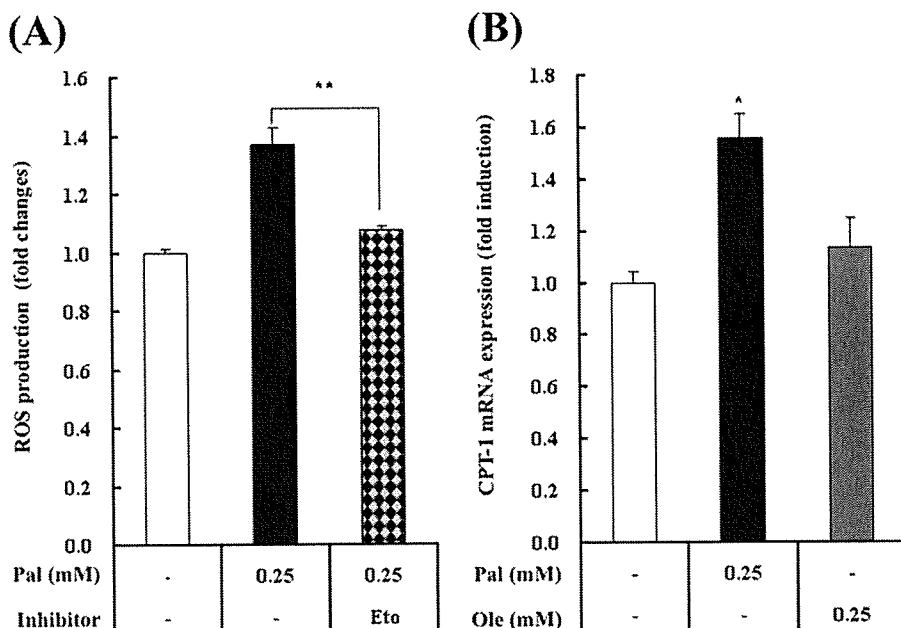 (A)
ROS production (fold changes)
1.6
1.4
1.2
1.0
0.8
0.6
0.4
0.2
0.0
**
Pal (mM) - 0.25 0.25
Inhibitor - - Eto
(B)
CPT-1 mRNA expression (fold induction)
1.8
1.6
1.4
1.2
1.0
0.8
0.6
0.4
0.2
0.0
*
Pal (mM) - 0.25 -
Ole (mM) - - 0.25